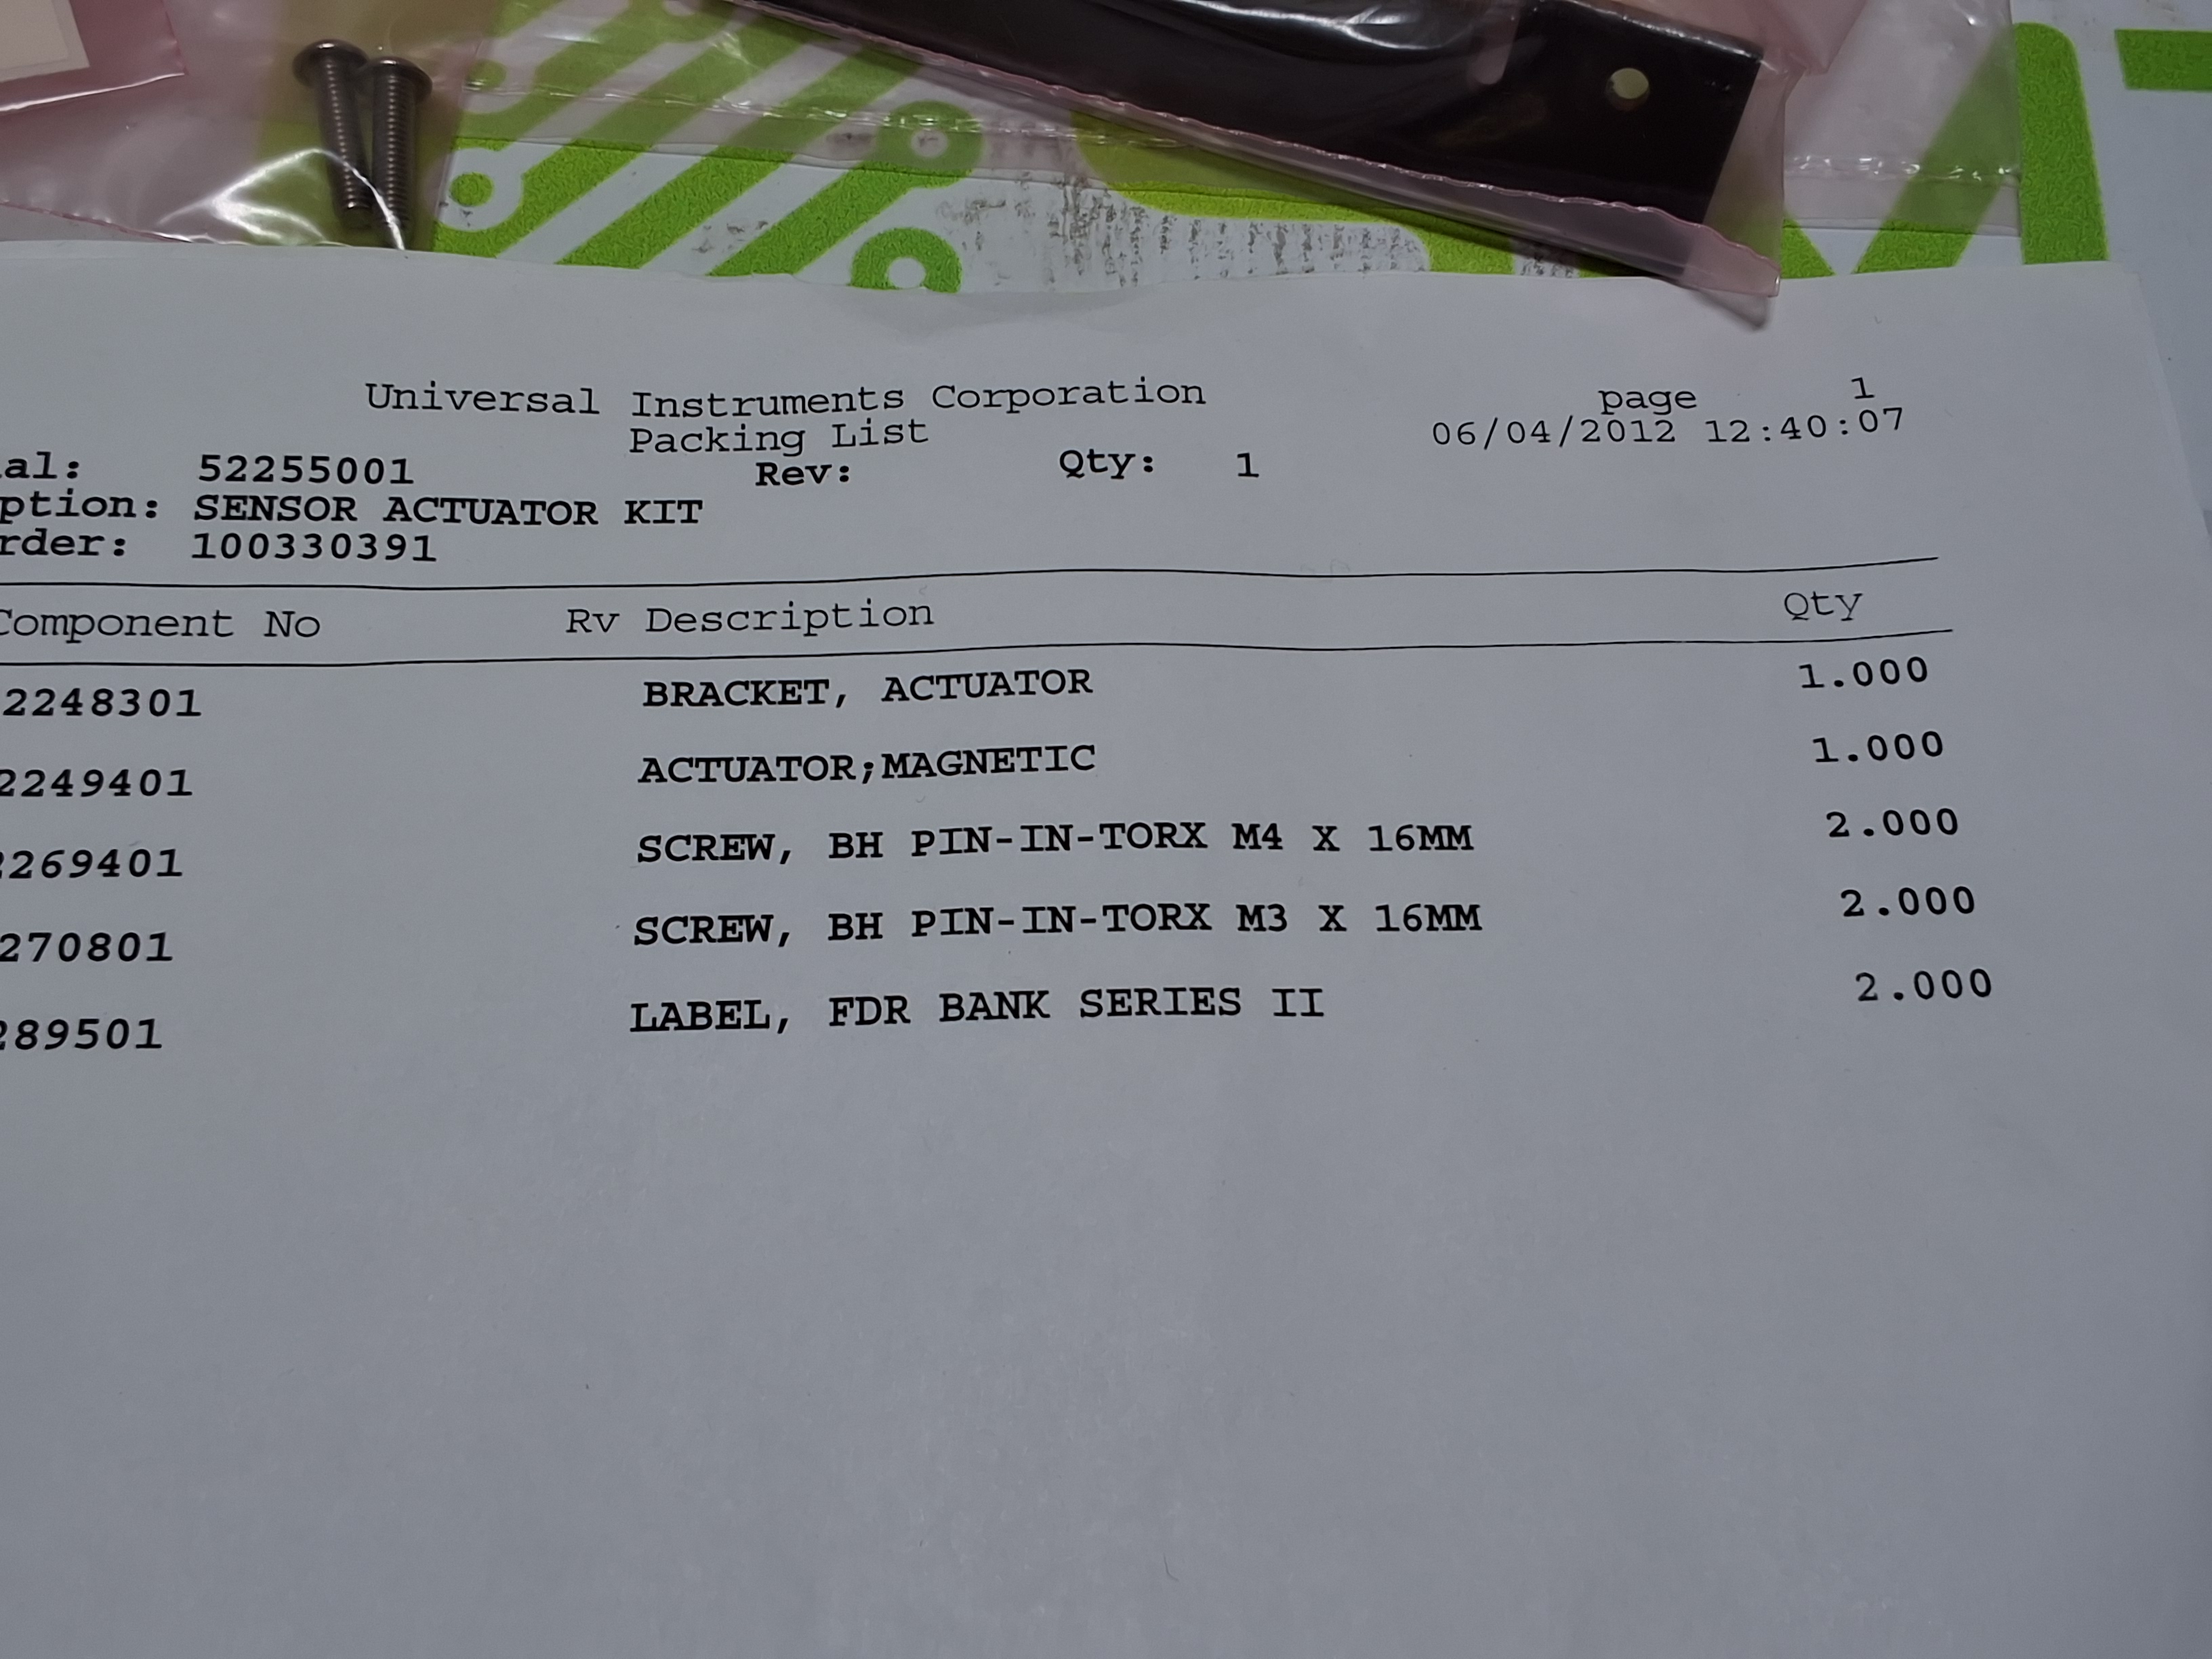 Universal Instruments Corporation page 1
Packing List 06/04/2012 12:40:07
al: 52255001 Rev: Qty: 1
ption: SENSOR ACTUATOR KIT
rder: 100330391
Component No Rv Description Qty
2248301 BRACKET, ACTUATOR 1.000
2249401 ACTUATOR;MAGNETIC 1.000
269401 SCREW, BH PIN-IN-TORX M4 X 16MM 2.000
270801 SCREW, BH PIN-IN-TORX M3 X 16MM 2.000
289501 LABEL, FDR BANK SERIES II 2.000